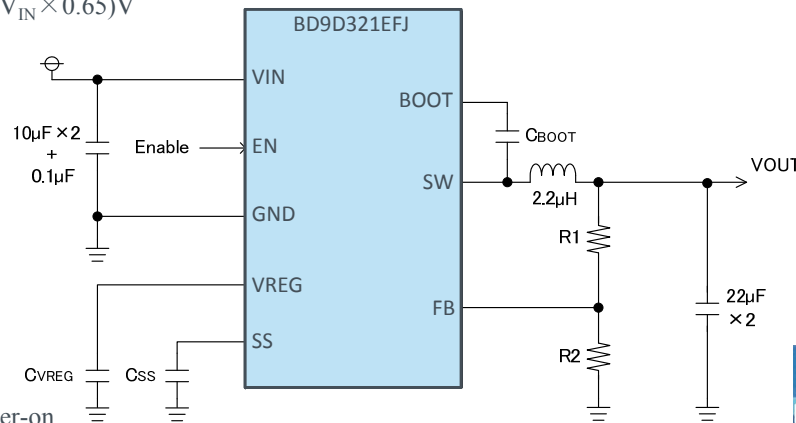 V_IN×0.65)V
BD9D321EFJ
VIN
BOOT
10µF×2
+
0.1µF
Enable
EN
CBOOT
SW
2.2µH
VOUT
GND
R1
VREG
FB
22µF
×2
SS
R2
CVREG
CSS
er-on